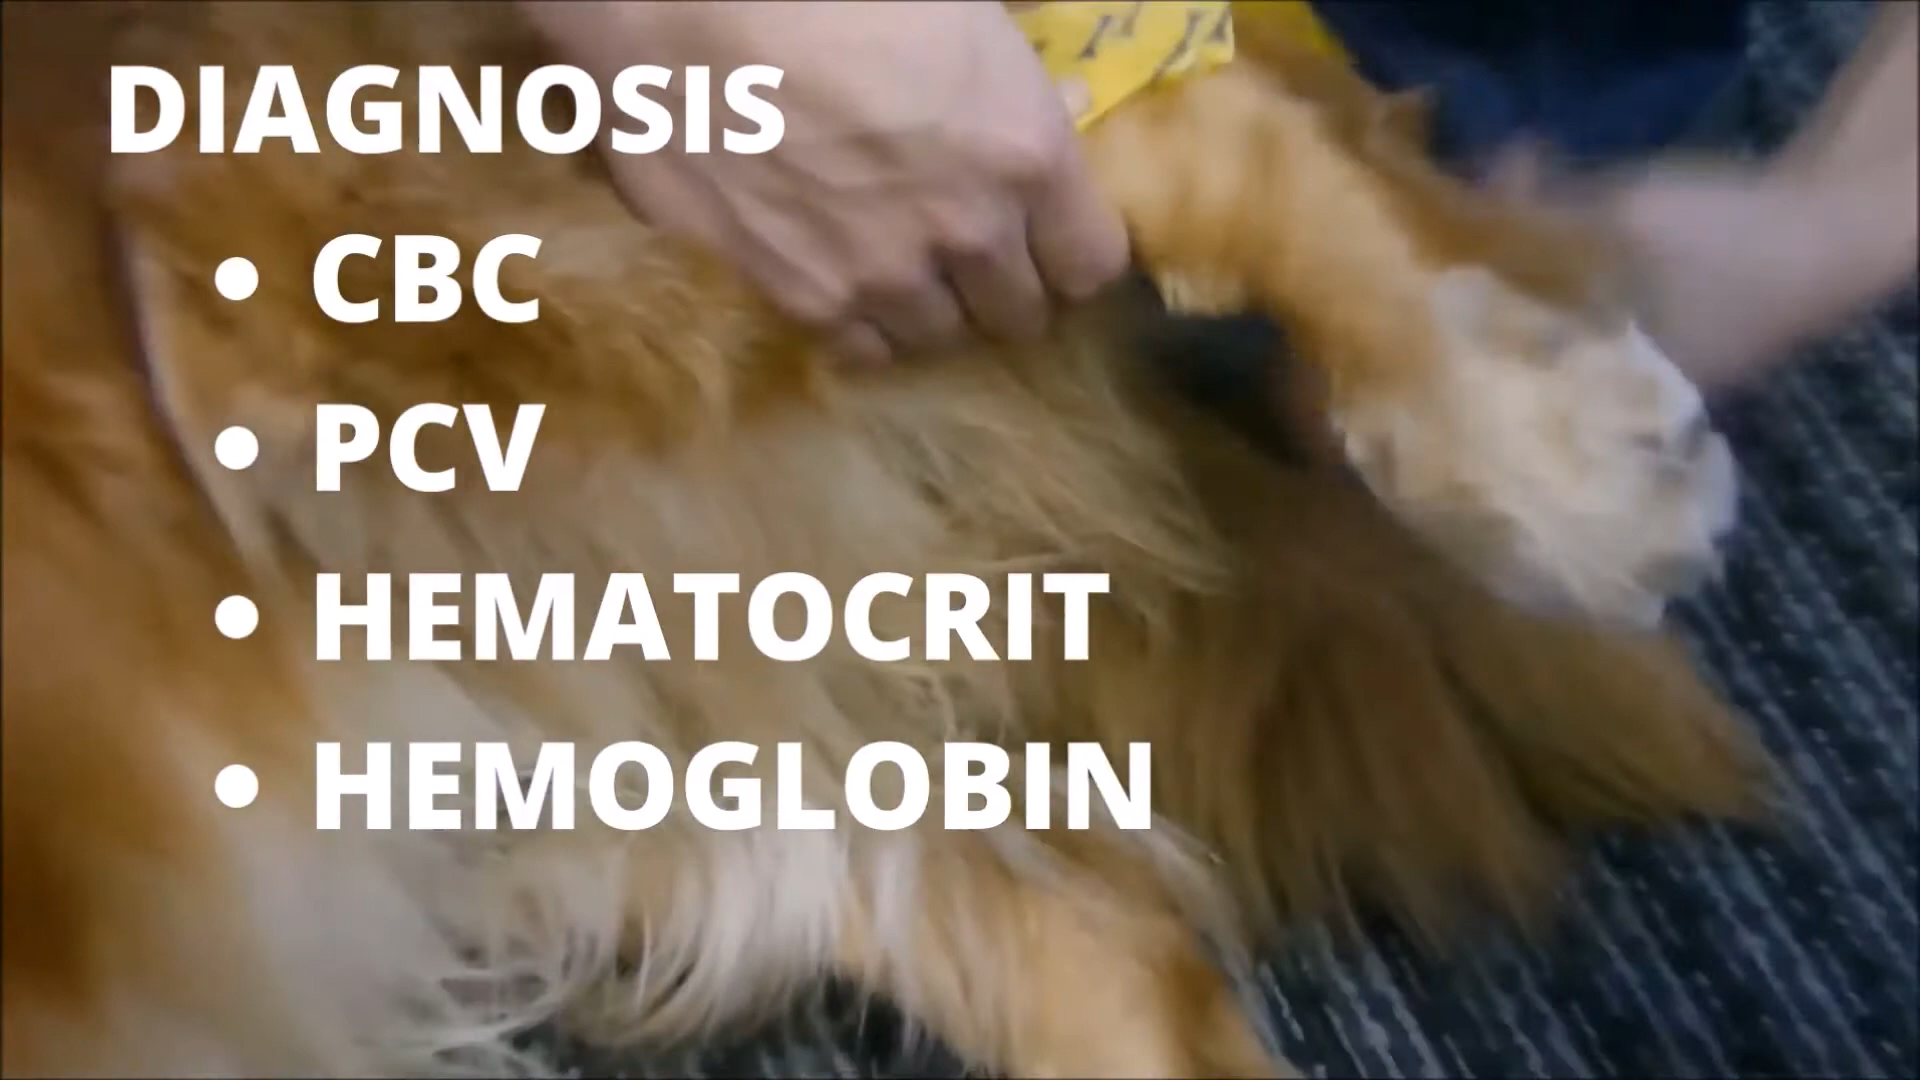 DIAGNOSIS
• CBC
• PCV
• HEMATOCRIT
• HEMOGLOBIN